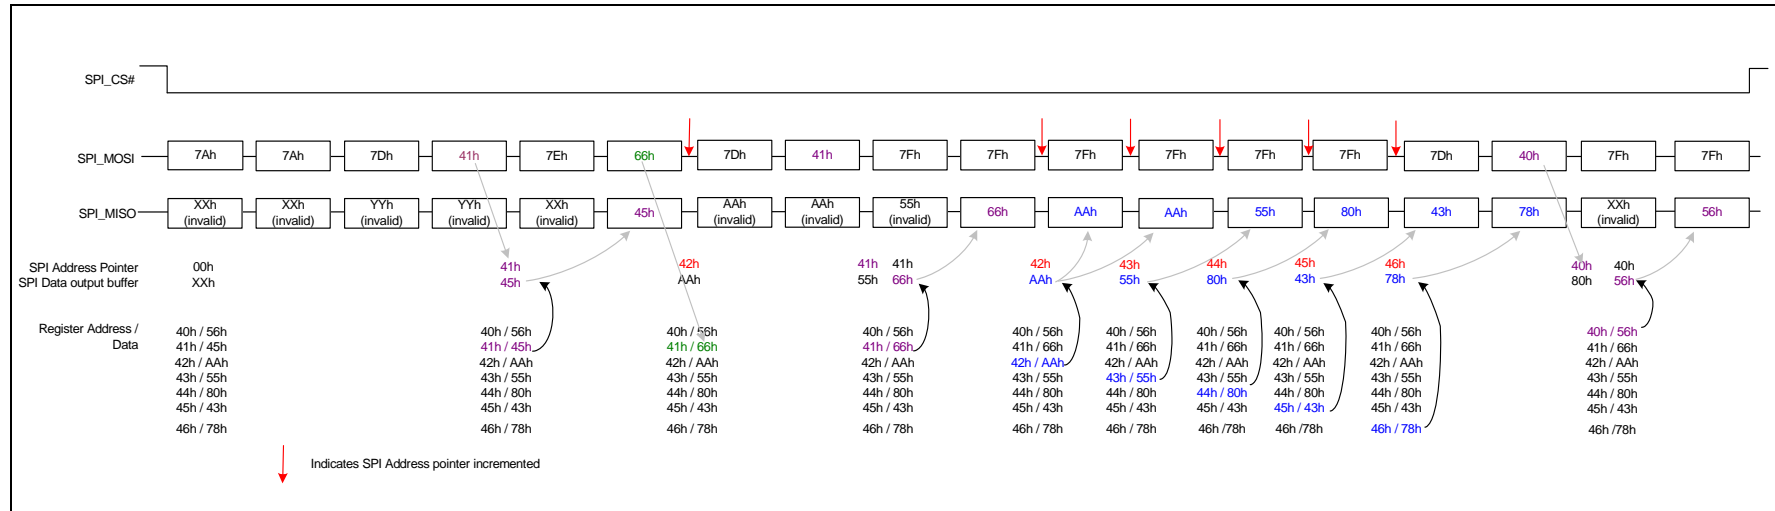 SPI_CS#
SPI_MOSI 7Ah 7Ah 7Dh 41h 7Eh 66h 7Dh 41h 7Fh 7Fh 7Fh 7Fh 7Fh 7Fh 7Dh 40h 7Fh 7Fh
SPI_MISO XXh (invalid) XXh (invalid) YYh (invalid) YYh (invalid) XXh (invalid) 45h AAh (invalid) AAh (invalid) 55h (invalid) 66h AAh AAh 55h 80h 43h 78h XXh (invalid) 56h
SPI Address Pointer 00h 41h 42h 41h 41h 42h 43h 44h 45h 46h 40h 40h
SPI Data output buffer XXh 45h AAh 55h 66h AAh 55h 80h 43h 78h 80h 56h
Register Address / Data
40h / 56h 40h / 56h 40h / 56h 40h / 56h 40h / 56h 40h / 56h 40h / 56h 40h / 56h 40h / 56h 40h / 56h
41h / 45h 41h / 45h 41h / 66h 41h / 66h 41h / 66h 41h / 66h 41h / 66h 41h / 66h 41h / 66h 41h / 66h
42h / AAh 42h / AAh 42h / AAh 42h / AAh 42h / AAh 42h / AAh 42h / AAh 42h / AAh 42h / AAh 42h / AAh
43h / 55h 43h / 55h 43h / 55h 43h / 55h 43h / 55h 43h / 55h 43h / 55h 43h / 55h 43h / 55h 43h / 55h
44h / 80h 44h / 80h 44h / 80h 44h / 80h 44h / 80h 44h / 80h 44h / 80h 44h / 80h 44h / 80h 44h / 80h
45h / 43h 45h / 43h 45h / 43h 45h / 43h 45h / 43h 45h / 43h 45h / 43h 45h / 43h 45h / 43h 45h / 43h
46h / 78h 46h / 78h 46h / 78h 46h / 78h 46h / 78h 46h / 78h 46h /78h 46h /78h 46h / 78h 46h /78h
Indicates SPI Address pointer incremented